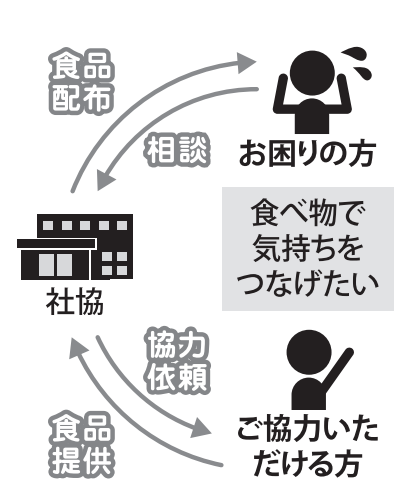 食品
配布
相談
お困りの方
食べ物で
気持ちを
つなげたい
社協
協力
依頼
食品
提供
ご協力いた
だける方